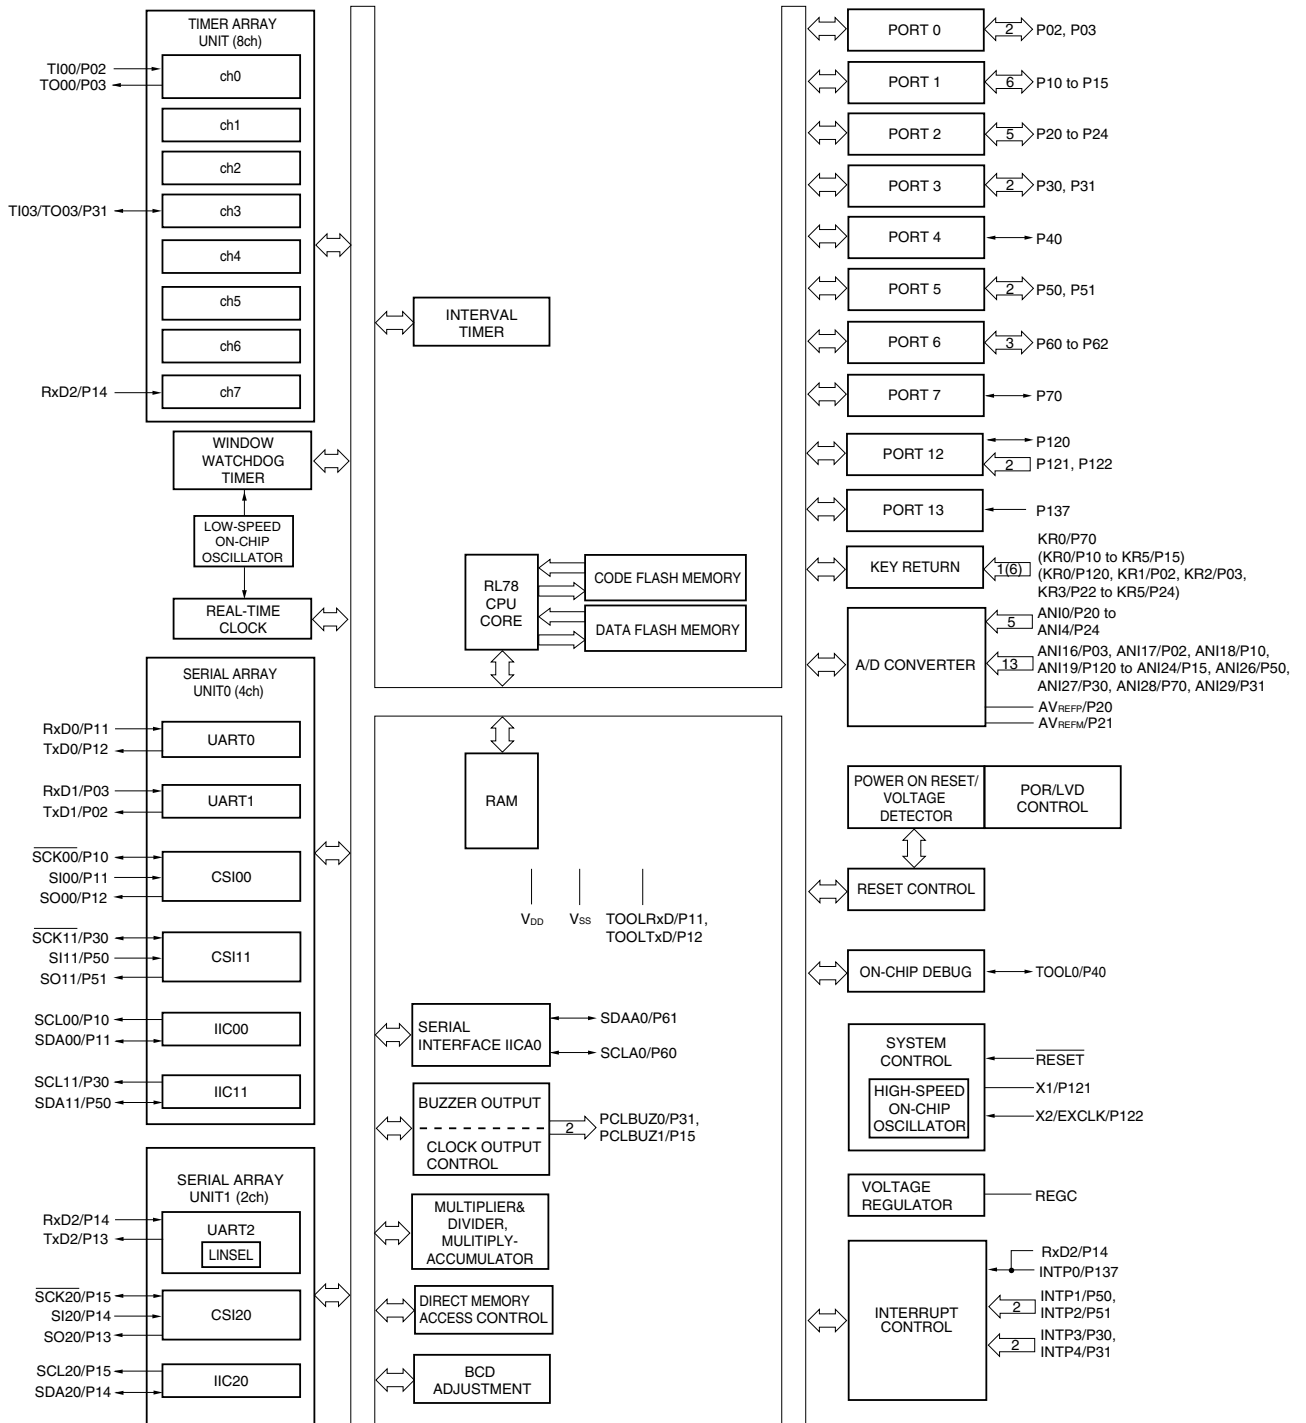 TIMER ARRAY
UNIT (8ch)
TI00/P02
TO00/P03
ch0
ch1
ch2
TI03/TO03/P31
ch3
ch4
ch5
ch6
RxD2/P14
ch7
WINDOW
WATCHDOG
TIMER
LOW-SPEED
ON-CHIP
OSCILLATOR
REAL-TIME
CLOCK
SERIAL ARRAY
UNIT0 (4ch)
RxD0/P11
TxD0/P12
UART0
RxD1/P03
TxD1/P02
UART1
SCK00/P10
SI00/P11
SO00/P12
CSI00
SCK11/P30
SI11/P50
SO11/P51
CSI11
SCL00/P10
SDA00/P11
IIC00
SCL11/P30
SDA11/P50
IIC11
SERIAL ARRAY
UNIT1 (2ch)
RxD2/P14
TxD2/P13
UART2
LINSEL
SCK20/P15
SI20/P14
SO20/P13
CSI20
SCL20/P15
SDA20/P14
IIC20
INTERVAL
TIMER
RL78
CPU
CORE
CODE FLASH MEMORY
DATA FLASH MEMORY
RAM
VDD
VSS
TOOLRxD/P11,
TOOLTxD/P12
SERIAL
INTERFACE IICA0
SDAA0/P61
SCLA0/P60
BUZZER OUTPUT
CLOCK OUTPUT
CONTROL
2
PCLBUZ0/P31,
PCLBUZ1/P15
MULTIPLIER&
DIVIDER,
MULITIPLY-
ACCUMULATOR
DIRECT MEMORY
ACCESS CONTROL
BCD
ADJUSTMENT
PORT 0
2
P02, P03
PORT 1
6
P10 to P15
PORT 2
5
P20 to P24
PORT 3
2
P30, P31
PORT 4
P40
PORT 5
2
P50, P51
PORT 6
3
P60 to P62
PORT 7
P70
PORT 12
P120
2
P121, P122
PORT 13
P137
KEY RETURN
1(6)
KR0/P70
(KR0/P10 to KR5/P15)
(KR0/P120, KR1/P02, KR2/P03,
KR3/P22 to KR5/P24)
A/D CONVERTER
5
ANI0/P20 to
ANI4/P24
13
ANI16/P03, ANI17/P02, ANI18/P10,
ANI19/P120 to ANI24/P15, ANI26/P50,
ANI27/P30, ANI28/P70, ANI29/P31
AVREFP/P20
AVREFM/P21
POWER ON RESET/
VOLTAGE
DETECTOR
POR/LVD
CONTROL
RESET CONTROL
ON-CHIP DEBUG
TOOL0/P40
SYSTEM
CONTROL
HIGH-SPEED
ON-CHIP
OSCILLATOR
RESET
X1/P121
X2/EXCLK/P122
VOLTAGE
REGULATOR
REGC
INTERRUPT
CONTROL
RxD2/P14
INTP0/P137
2
INTP1/P50,
INTP2/P51
2
INTP3/P30,
INTP4/P31